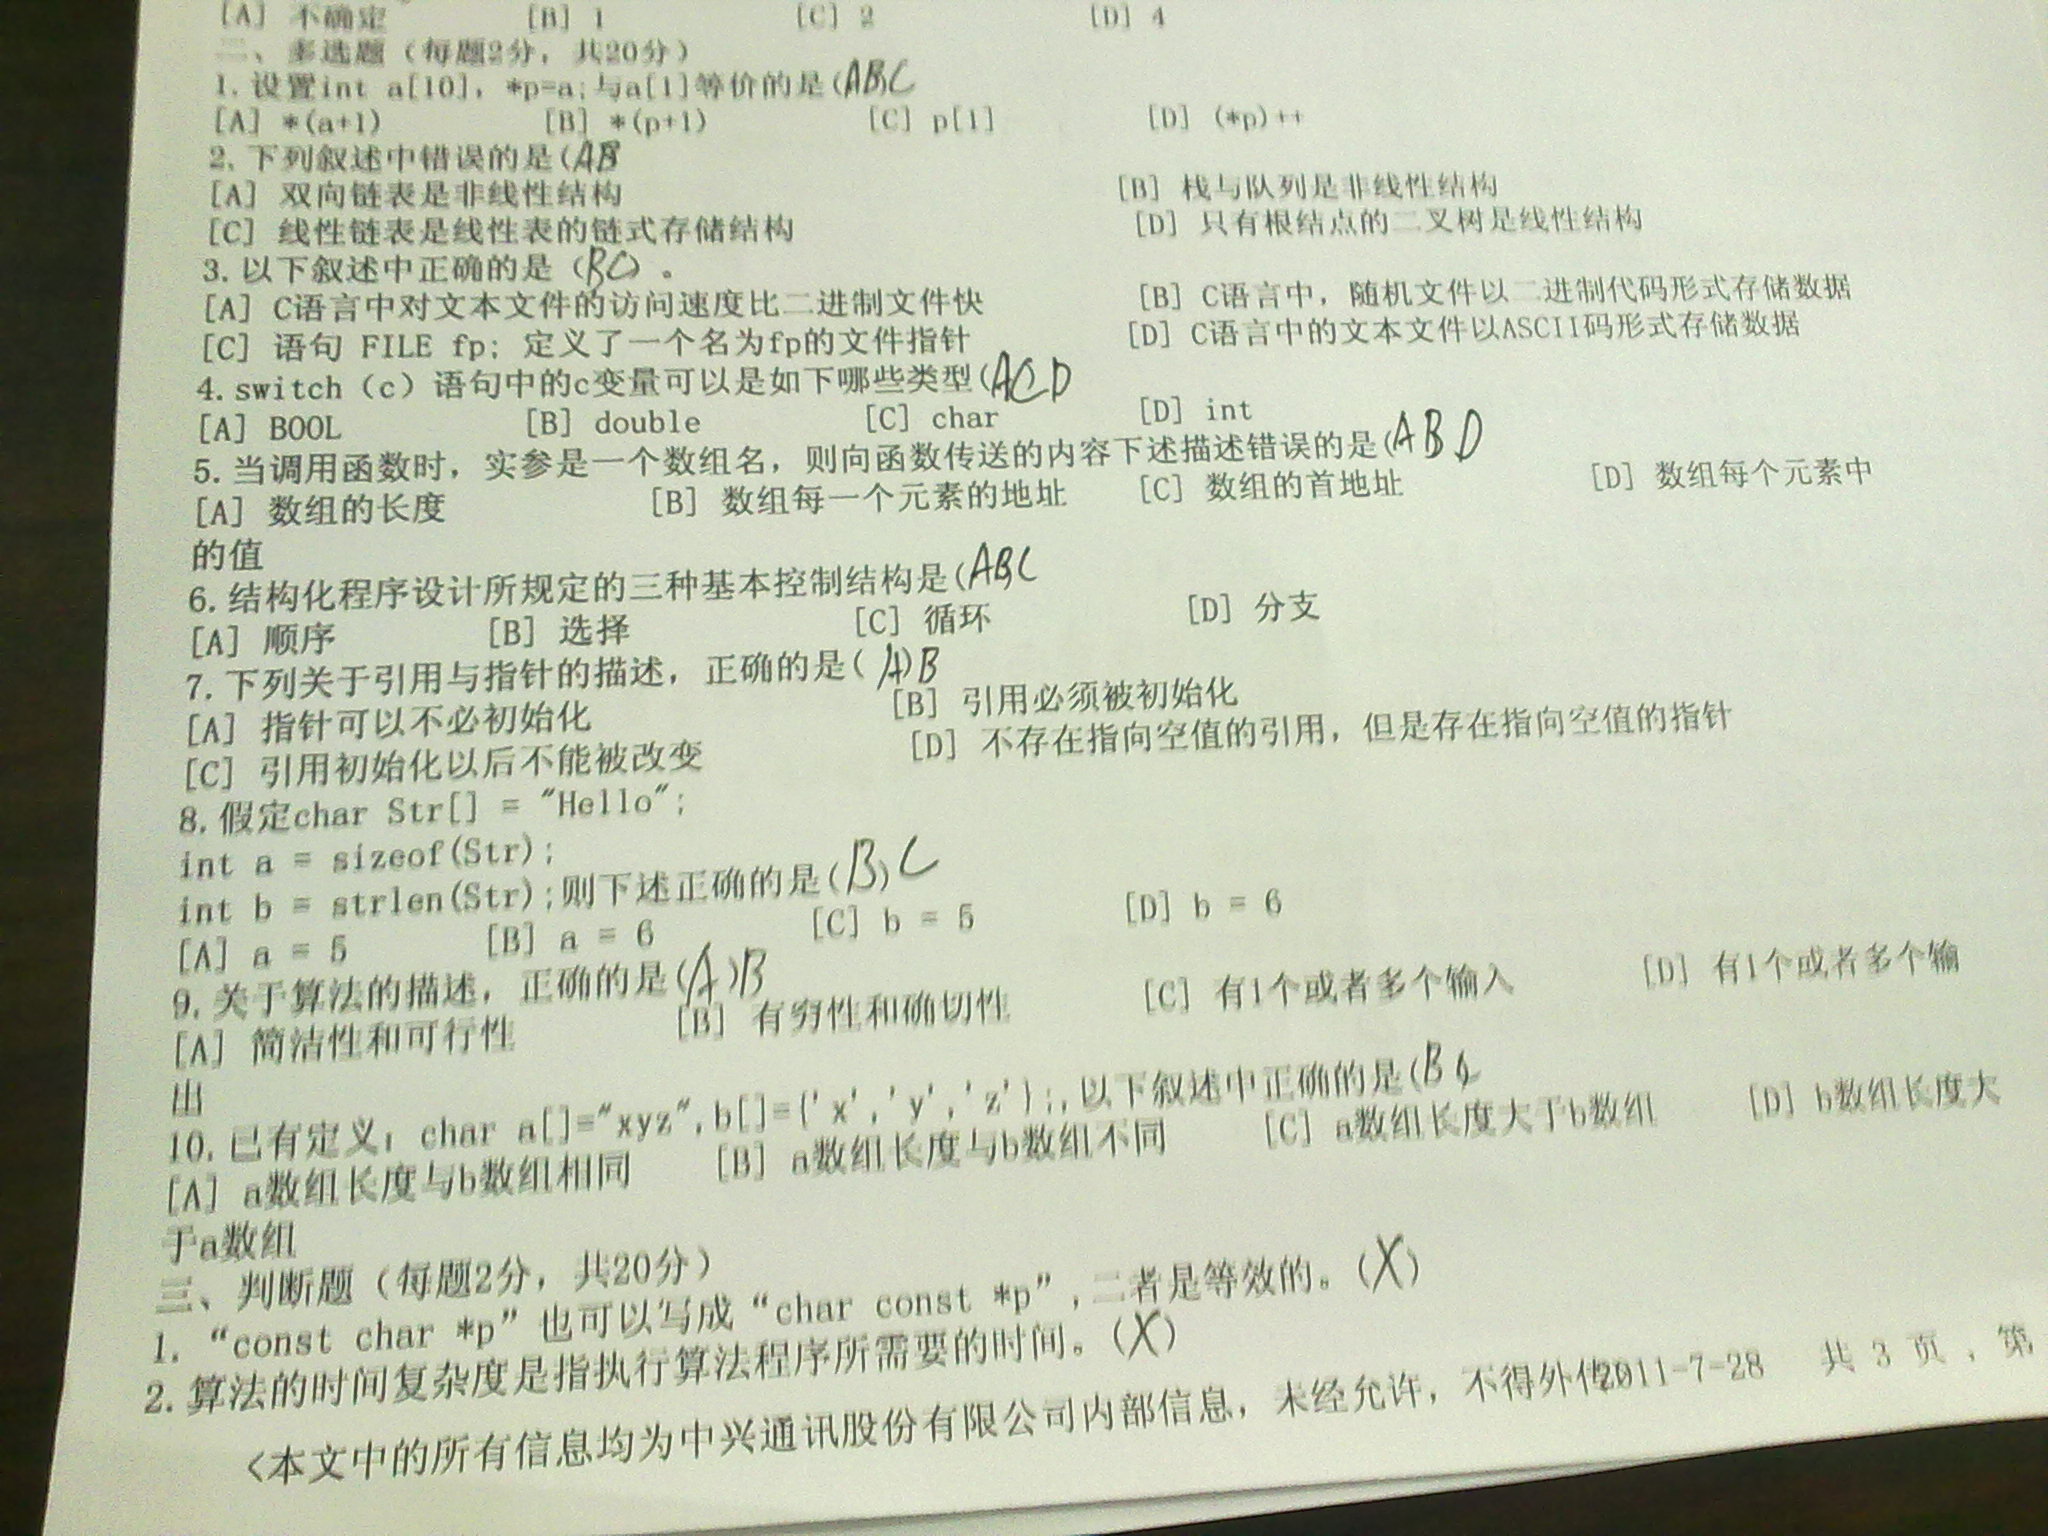 [A] 不确定 [B] 1 [C] 2 [D] 4
二、多选题（每题2分，共20分）
1.设置int a[10]，*p=a;与a[1]等价的是(ABC
[A] *(a+1) [B] *(p+1) [C] p[1] [D] (*p)++
2.下列叙述中错误的是(AB
[A] 双向链表是非线性结构 [B] 栈与队列是非线性结构
[C] 线性链表是线性表的链式存储结构 [D] 只有根结点的二叉树是线性结构
3.以下叙述中正确的是（BC）。
[A] C语言中对文本文件的访问速度比二进制文件快 [B] C语言中，随机文件以二进制代码形式存储数据
[C] 语句 FILE fp; 定义了一个名为fp的文件指针 [D] C语言中的文本文件以ASCII码形式存储数据
4.switch（c）语句中的c变量可以是如下哪些类型(ACD
[A] BOOL [B] double [C] char [D] int
5.当调用函数时，实参是一个数组名，则向函数传送的内容下述描述错误的是(ABD
[A] 数组的长度 [B] 数组每一个元素的地址 [C] 数组的首地址 [D] 数组每个元素中
的值
6.结构化程序设计所规定的三种基本控制结构是(ABC
[A] 顺序 [B] 选择 [C] 循环 [D] 分支
7.下列关于引用与指针的描述，正确的是(A)B
[A] 指针可以不必初始化 [B] 引用必须被初始化
[C] 引用初始化以后不能被改变 [D] 不存在指向空值的引用，但是存在指向空值的指针
8.假定char Str[] = "Hello";
int a = sizeof(Str);
int b = strlen(Str);则下述正确的是(B)C
[A] a = 5 [B] a = 6 [C] b = 5 [D] b = 6
9.关于算法的描述，正确的是(A)B
[A] 简洁性和可行性 [B] 有穷性和确切性 [C] 有1个或者多个输入 [D] 有1个或者多个输
出
10.已有定义：char a[]="xyz",b[]={'x','y','z'};,以下叙述中正确的是(BC
[A] a数组长度与b数组相同 [B] a数组长度与b数组不同 [C] a数组长度大于b数组 [D] b数组长度大
于a数组
三、判断题（每题2分，共20分）
1. “const char *p”也可以写成“char const *p”,二者是等效的。(X)
2.算法的时间复杂度是指执行算法程序所需要的时间。(X)
<本文中的所有信息均为中兴通讯股份有限公司内部信息，未经允许，不得外传2011-7-28 共 3 页，第